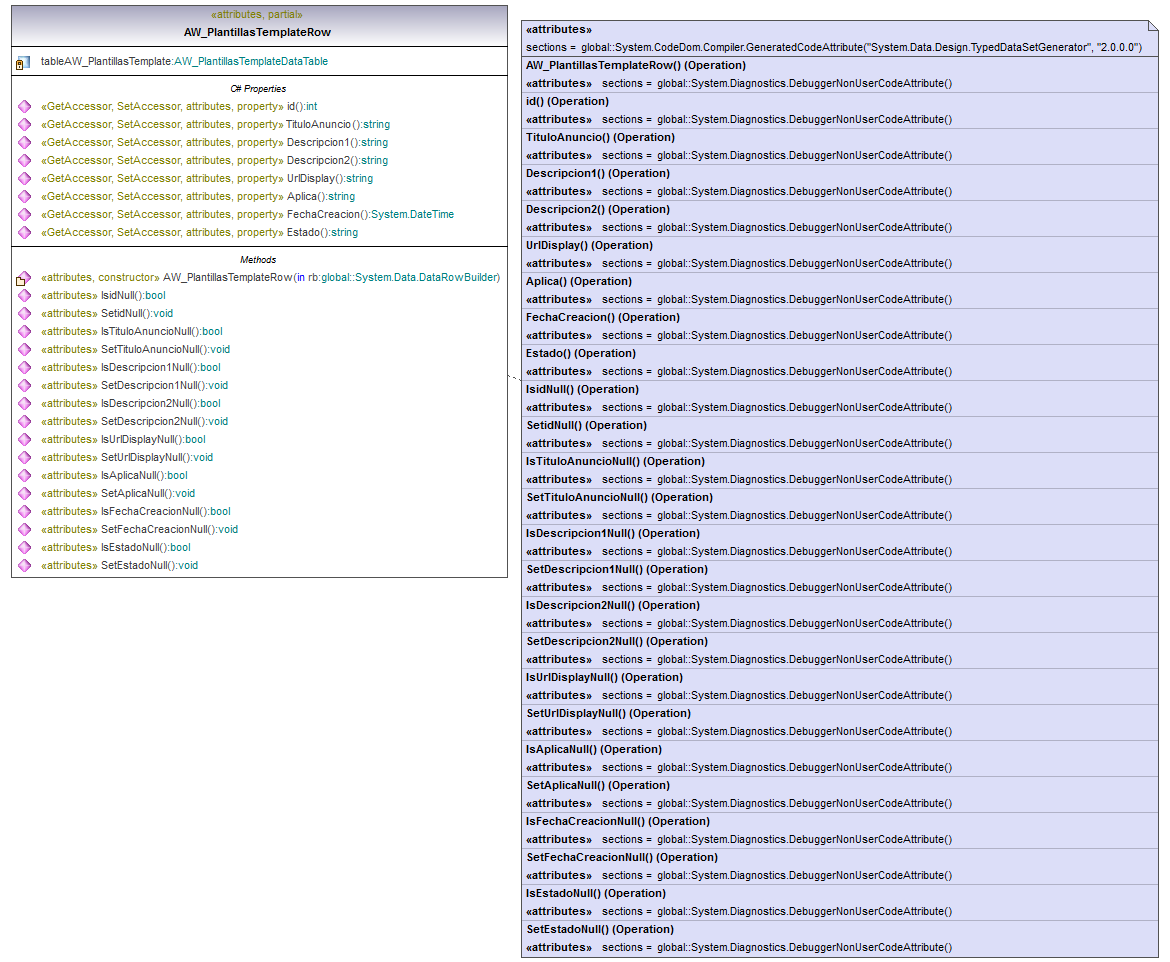 «attributes, partial»
AW_PlantillasTemplateRow
tableAW_PlantillasTemplate:AW_PlantillasTemplateDataTable
C# Properties
«GetAccessor, SetAccessor, attributes, property» id():int
«GetAccessor, SetAccessor, attributes, property» TituloAnuncio():string
«GetAccessor, SetAccessor, attributes, property» Descripcion1():string
«GetAccessor, SetAccessor, attributes, property» Descripcion2():string
«GetAccessor, SetAccessor, attributes, property» UrlDisplay():string
«GetAccessor, SetAccessor, attributes, property» Aplica():string
«GetAccessor, SetAccessor, attributes, property» FechaCreacion():System.DateTime
«GetAccessor, SetAccessor, attributes, property» Estado():string
Methods
«attributes, constructor» AW_PlantillasTemplateRow(in rb:global::System.Data.DataRowBuilder)
«attributes» IsidNull():bool
«attributes» SetidNull():void
«attributes» IsTituloAnuncioNull():bool
«attributes» SetTituloAnuncioNull():void
«attributes» IsDescripcion1Null():bool
«attributes» SetDescripcion1Null():void
«attributes» IsDescripcion2Null():bool
«attributes» SetDescripcion2Null():void
«attributes» IsUrlDisplayNull():bool
«attributes» SetUrlDisplayNull():void
«attributes» IsAplicaNull():bool
«attributes» SetAplicaNull():void
«attributes» IsFechaCreacionNull():bool
«attributes» SetFechaCreacionNull():void
«attributes» IsEstadoNull():bool
«attributes» SetEstadoNull():void
«attributes»
sections = global::System.CodeDom.Compiler.GeneratedCodeAttribute("System.Data.Design.TypedDataSetGenerator", "2.0.0.0")
AW_PlantillasTemplateRow() (Operation)
«attributes» sections = global::System.Diagnostics.DebuggerNonUserCodeAttribute()
id() (Operation)
«attributes» sections = global::System.Diagnostics.DebuggerNonUserCodeAttribute()
TituloAnuncio() (Operation)
«attributes» sections = global::System.Diagnostics.DebuggerNonUserCodeAttribute()
Descripcion1() (Operation)
«attributes» sections = global::System.Diagnostics.DebuggerNonUserCodeAttribute()
Descripcion2() (Operation)
«attributes» sections = global::System.Diagnostics.DebuggerNonUserCodeAttribute()
UrlDisplay() (Operation)
«attributes» sections = global::System.Diagnostics.DebuggerNonUserCodeAttribute()
Aplica() (Operation)
«attributes» sections = global::System.Diagnostics.DebuggerNonUserCodeAttribute()
FechaCreacion() (Operation)
«attributes» sections = global::System.Diagnostics.DebuggerNonUserCodeAttribute()
Estado() (Operation)
«attributes» sections = global::System.Diagnostics.DebuggerNonUserCodeAttribute()
IsidNull() (Operation)
«attributes» sections = global::System.Diagnostics.DebuggerNonUserCodeAttribute()
SetidNull() (Operation)
«attributes» sections = global::System.Diagnostics.DebuggerNonUserCodeAttribute()
IsTituloAnuncioNull() (Operation)
«attributes» sections = global::System.Diagnostics.DebuggerNonUserCodeAttribute()
SetTituloAnuncioNull() (Operation)
«attributes» sections = global::System.Diagnostics.DebuggerNonUserCodeAttribute()
IsDescripcion1Null() (Operation)
«attributes» sections = global::System.Diagnostics.DebuggerNonUserCodeAttribute()
SetDescripcion1Null() (Operation)
«attributes» sections = global::System.Diagnostics.DebuggerNonUserCodeAttribute()
IsDescripcion2Null() (Operation)
«attributes» sections = global::System.Diagnostics.DebuggerNonUserCodeAttribute()
SetDescripcion2Null() (Operation)
«attributes» sections = global::System.Diagnostics.DebuggerNonUserCodeAttribute()
IsUrlDisplayNull() (Operation)
«attributes» sections = global::System.Diagnostics.DebuggerNonUserCodeAttribute()
SetUrlDisplayNull() (Operation)
«attributes» sections = global::System.Diagnostics.DebuggerNonUserCodeAttribute()
IsAplicaNull() (Operation)
«attributes» sections = global::System.Diagnostics.DebuggerNonUserCodeAttribute()
SetAplicaNull() (Operation)
«attributes» sections = global::System.Diagnostics.DebuggerNonUserCodeAttribute()
IsFechaCreacionNull() (Operation)
«attributes» sections = global::System.Diagnostics.DebuggerNonUserCodeAttribute()
SetFechaCreacionNull() (Operation)
«attributes» sections = global::System.Diagnostics.DebuggerNonUserCodeAttribute()
IsEstadoNull() (Operation)
«attributes» sections = global::System.Diagnostics.DebuggerNonUserCodeAttribute()
SetEstadoNull() (Operation)
«attributes» sections = global::System.Diagnostics.DebuggerNonUserCodeAttribute()